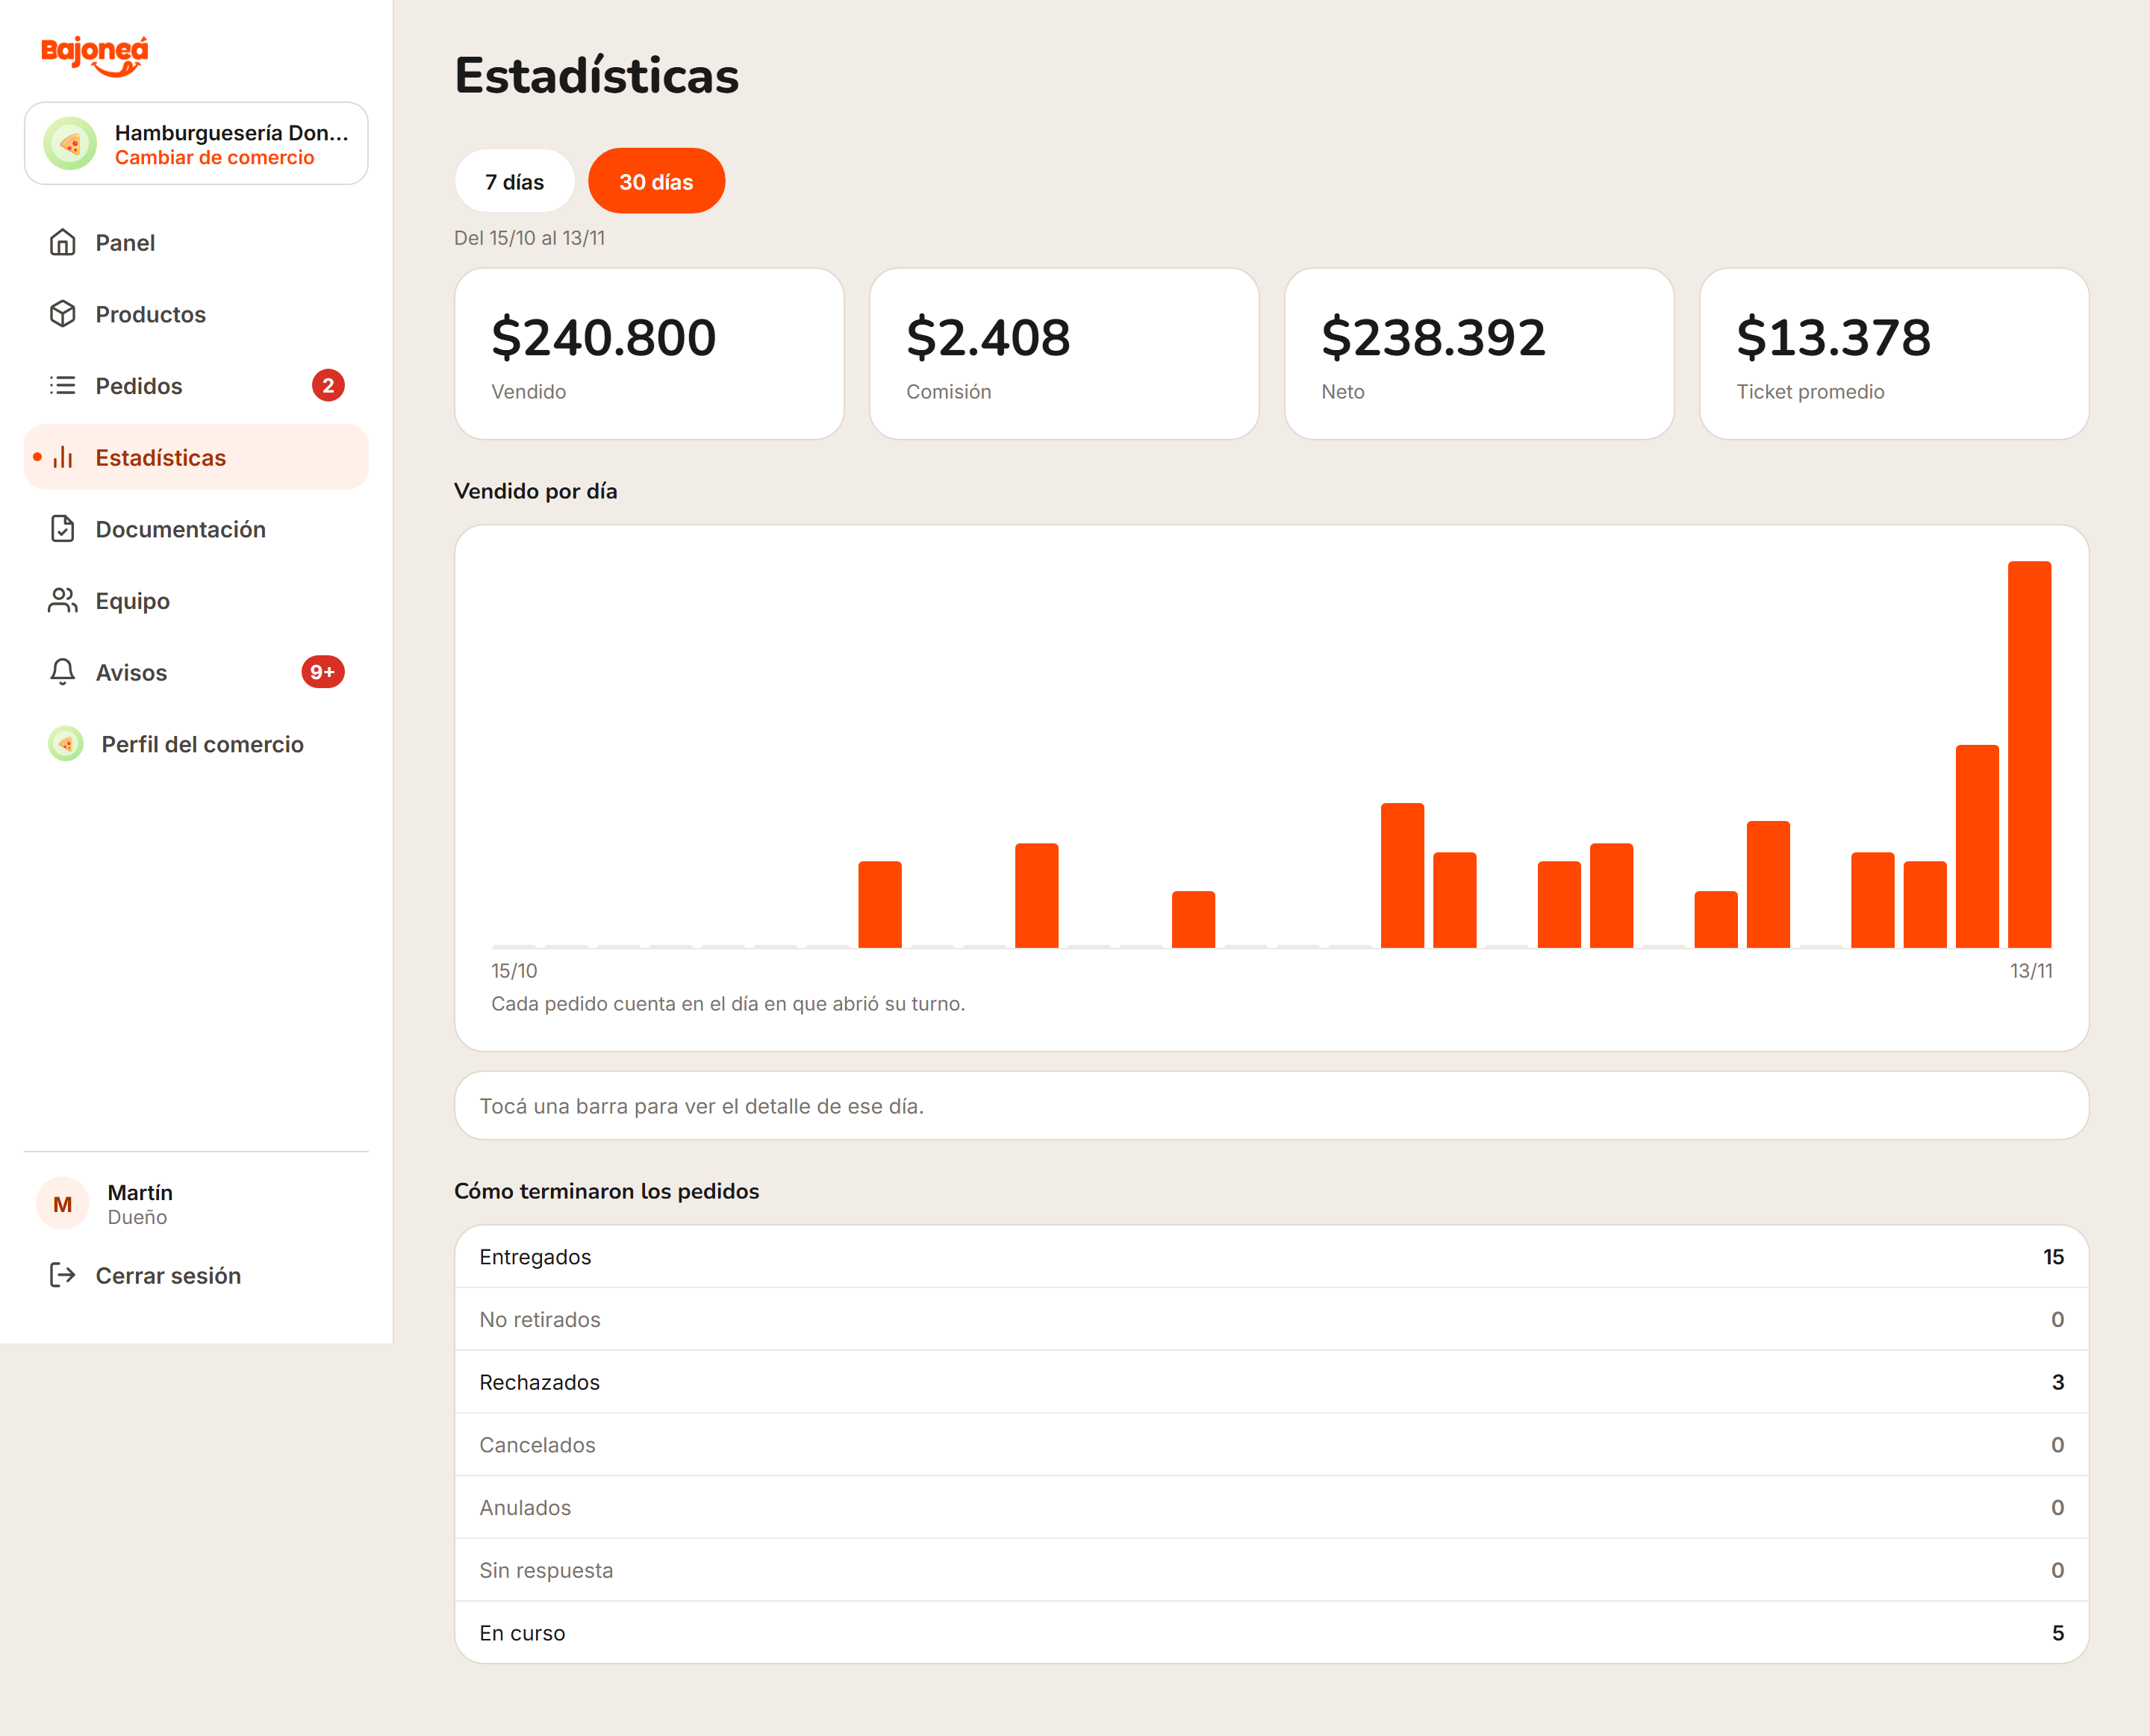 Bajoneá
Hamburguesería Don...
Cambiar de comercio
Panel
Productos
Pedidos
2
Estadísticas
Documentación
Equipo
Avisos
9+
Perfil del comercio
M
Martín
Dueño
Cerrar sesión
Estadísticas
7 días
30 días
Del 15/10 al 13/11
$240.800
Vendido
$2.408
Comisión
$238.392
Neto
$13.378
Ticket promedio
Vendido por día
15/10
13/11
Cada pedido cuenta en el día en que abrió su turno.
Tocá una barra para ver el detalle de ese día.
Cómo terminaron los pedidos
Entregados 15
No retirados 0
Rechazados 3
Cancelados 0
Anulados 0
Sin respuesta 0
En curso 5